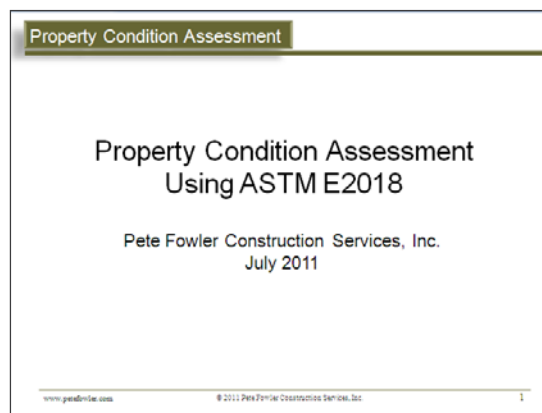 Property Condition Assessment
Property Condition Assessment
Using ASTM E2018
Pete Fowler Construction Services, Inc.
July 2011
www.petefowler.com © 2011 Pete Fowler Construction Services, Inc. 1